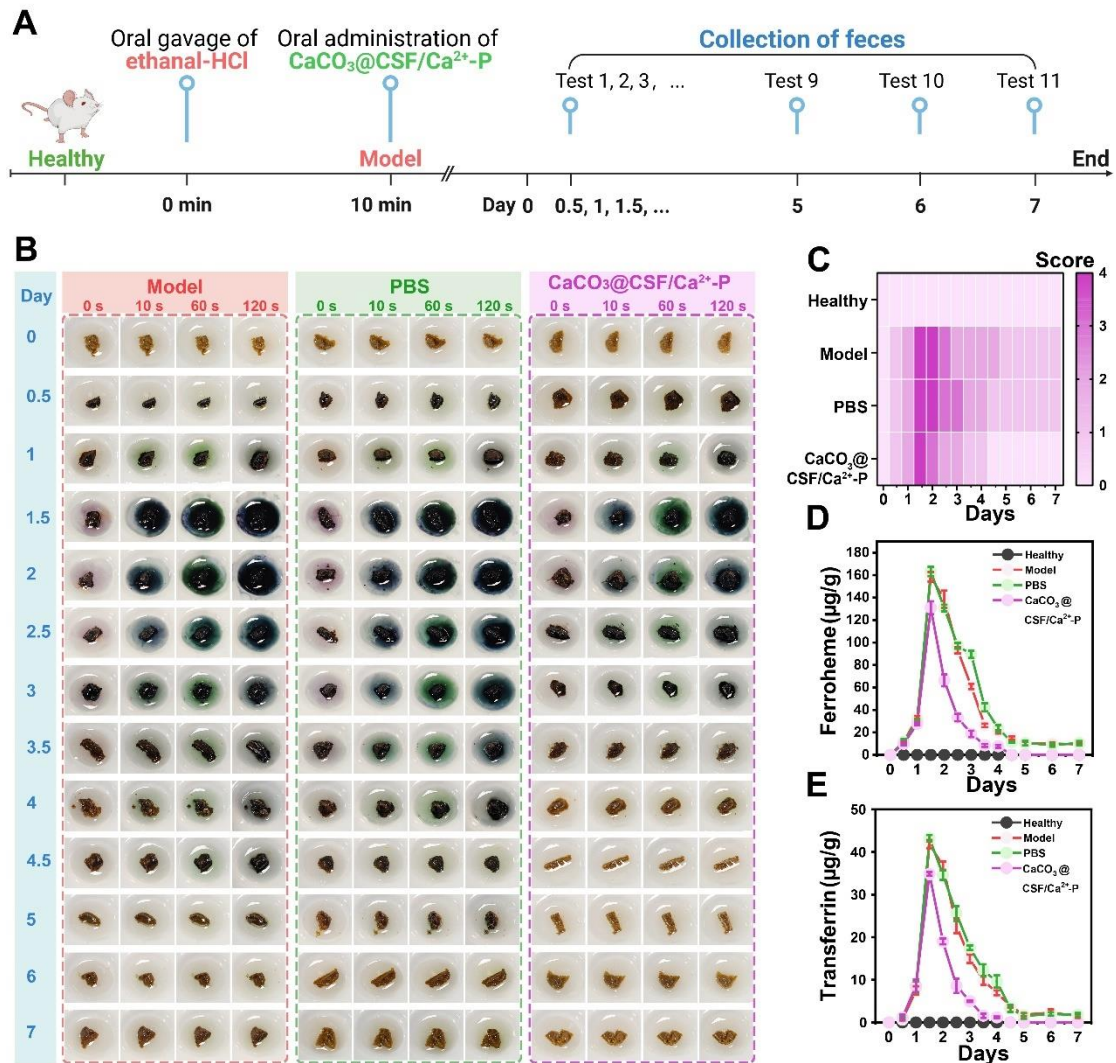 A
Oral gavage of
ethanal-HCl
Oral administration of
CaCO₃@CSF/Ca²⁺-P
Collection of feces
Test 1, 2, 3 , ...
Test 9
Test 10
Test 11
Healthy
Model
End
0 min
10 min
Day 0
0.5, 1, 1.5, ...
5
6
7
B
Day
Model
PBS
CaCO₃@CSF/Ca²⁺-P
0 s 10 s 60 s 120 s
0 s 10 s 60 s 120 s
0 s 10 s 60 s 120 s
0
0.5
1
1.5
2
2.5
3
3.5
4
4.5
5
6
7
C
Score
Healthy
Model
PBS
CaCO₃@
CSF/Ca²⁺-P
4
3
2
1
0
0 1 2 3 4 5 6 7
Days
D
Ferroheme (µg/g)
180
160
140
120
100
80
60
40
20
0
Healthy
Model
PBS
CaCO₃@
CSF/Ca²⁺-P
0 1 2 3 4 5 6 7
Days
E
Transferrin (µg/g)
50
40
30
20
10
0
Healthy
Model
PBS
CaCO₃@
CSF/Ca²⁺-P
0 1 2 3 4 5 6 7
Days